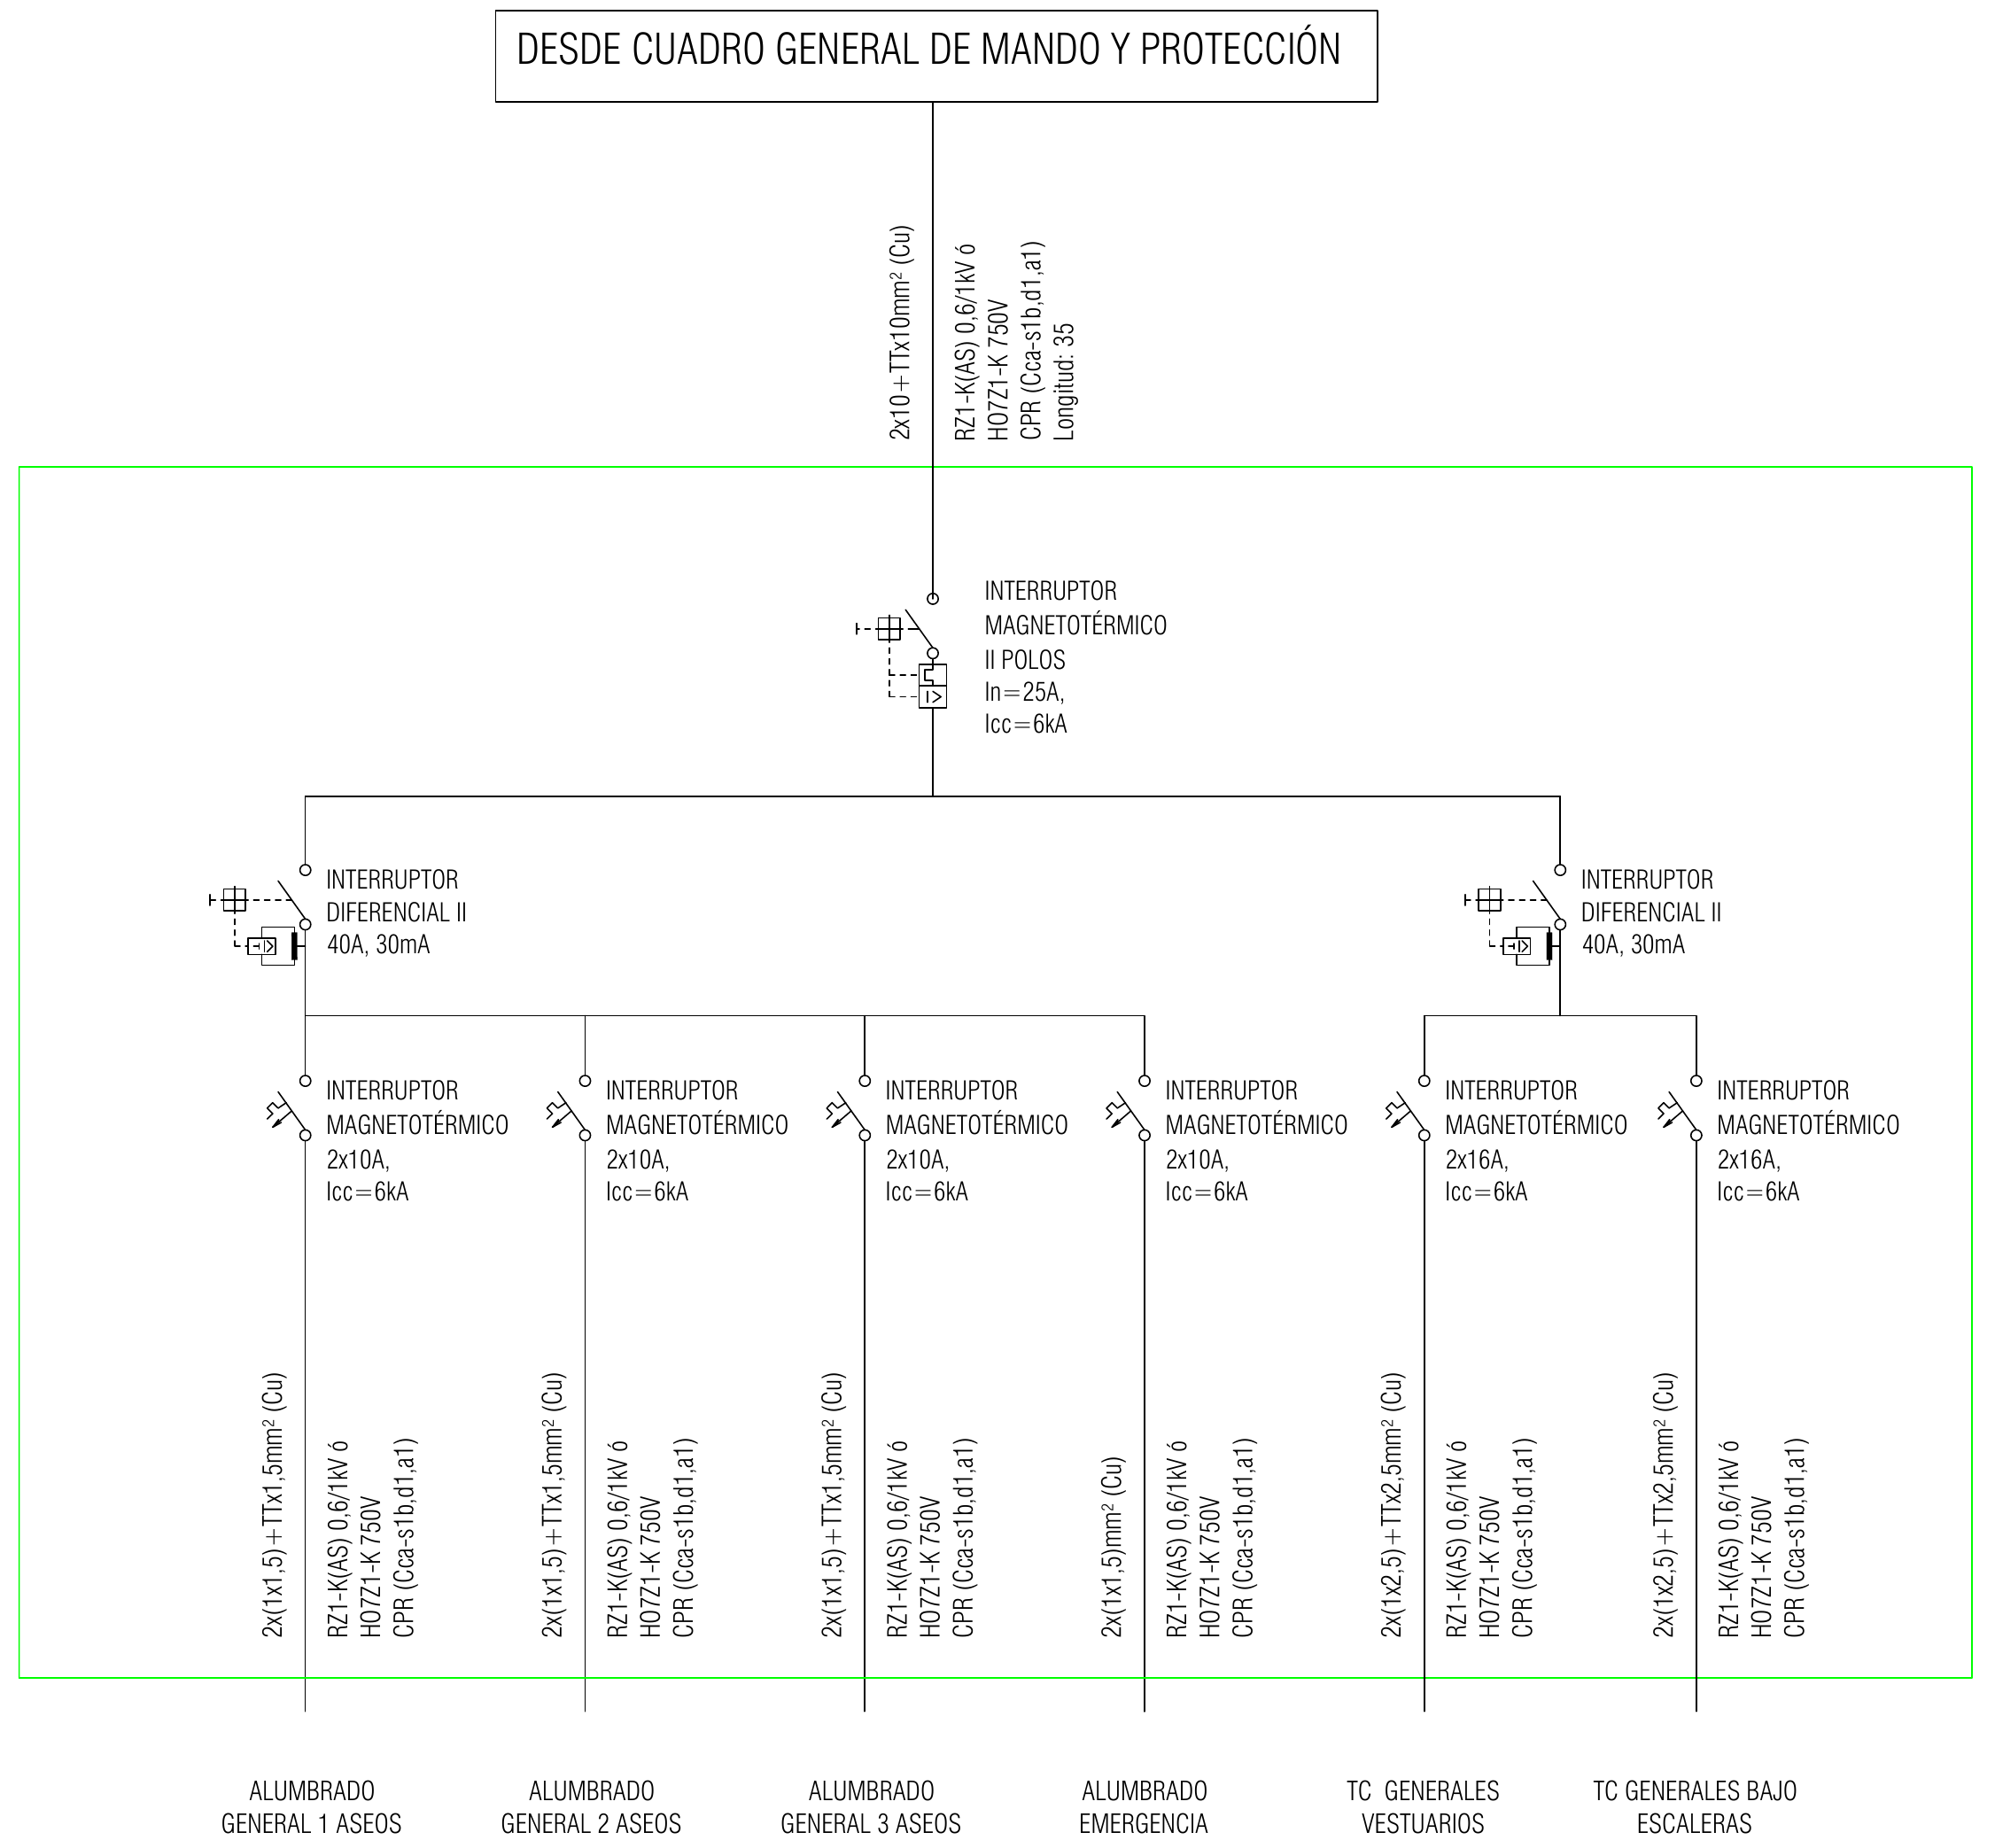 DESDE CUADRO GENERAL DE MANDO Y PROTECCIÓN
2x10+TTx10mm² (Cu)
RZ1-K(AS) 0,6/1kV ó
H07Z1-K 750V
CPR (Cca-s1b,d1,a1)
Longitud: 35
INTERRUPTOR
MAGNETOTÉRMICO
II POLOS
In=25A,
Icc=6kA
INTERRUPTOR
DIFERENCIAL II
40A, 30mA
INTERRUPTOR
DIFERENCIAL II
40A, 30mA
INTERRUPTOR
MAGNETOTÉRMICO
2x10A,
Icc=6kA
INTERRUPTOR
MAGNETOTÉRMICO
2x10A,
Icc=6kA
INTERRUPTOR
MAGNETOTÉRMICO
2x10A,
Icc=6kA
INTERRUPTOR
MAGNETOTÉRMICO
2x10A,
Icc=6kA
INTERRUPTOR
MAGNETOTÉRMICO
2x16A,
Icc=6kA
INTERRUPTOR
MAGNETOTÉRMICO
2x16A,
Icc=6kA
2x(1x1,5)+TTx1,5mm² (Cu)
RZ1-K(AS) 0,6/1kV ó
H07Z1-K 750V
CPR (Cca-s1b,d1,a1)
2x(1x1,5)+TTx1,5mm² (Cu)
RZ1-K(AS) 0,6/1kV ó
H07Z1-K 750V
CPR (Cca-s1b,d1,a1)
2x(1x1,5)+TTx1,5mm² (Cu)
RZ1-K(AS) 0,6/1kV ó
H07Z1-K 750V
CPR (Cca-s1b,d1,a1)
2x(1x1,5)mm² (Cu)
RZ1-K(AS) 0,6/1kV ó
H07Z1-K 750V
CPR (Cca-s1b,d1,a1)
2x(1x2,5)+TTx2,5mm² (Cu)
RZ1-K(AS) 0,6/1kV ó
H07Z1-K 750V
CPR (Cca-s1b,d1,a1)
2x(1x2,5)+TTx2,5mm² (Cu)
RZ1-K(AS) 0,6/1kV ó
H07Z1-K 750V
CPR (Cca-s1b,d1,a1)
ALUMBRADO
GENERAL 1 ASEOS
ALUMBRADO
GENERAL 2 ASEOS
ALUMBRADO
GENERAL 3 ASEOS
ALUMBRADO
EMERGENCIA
TC GENERALES
VESTUARIOS
TC GENERALES BAJO
ESCALERAS